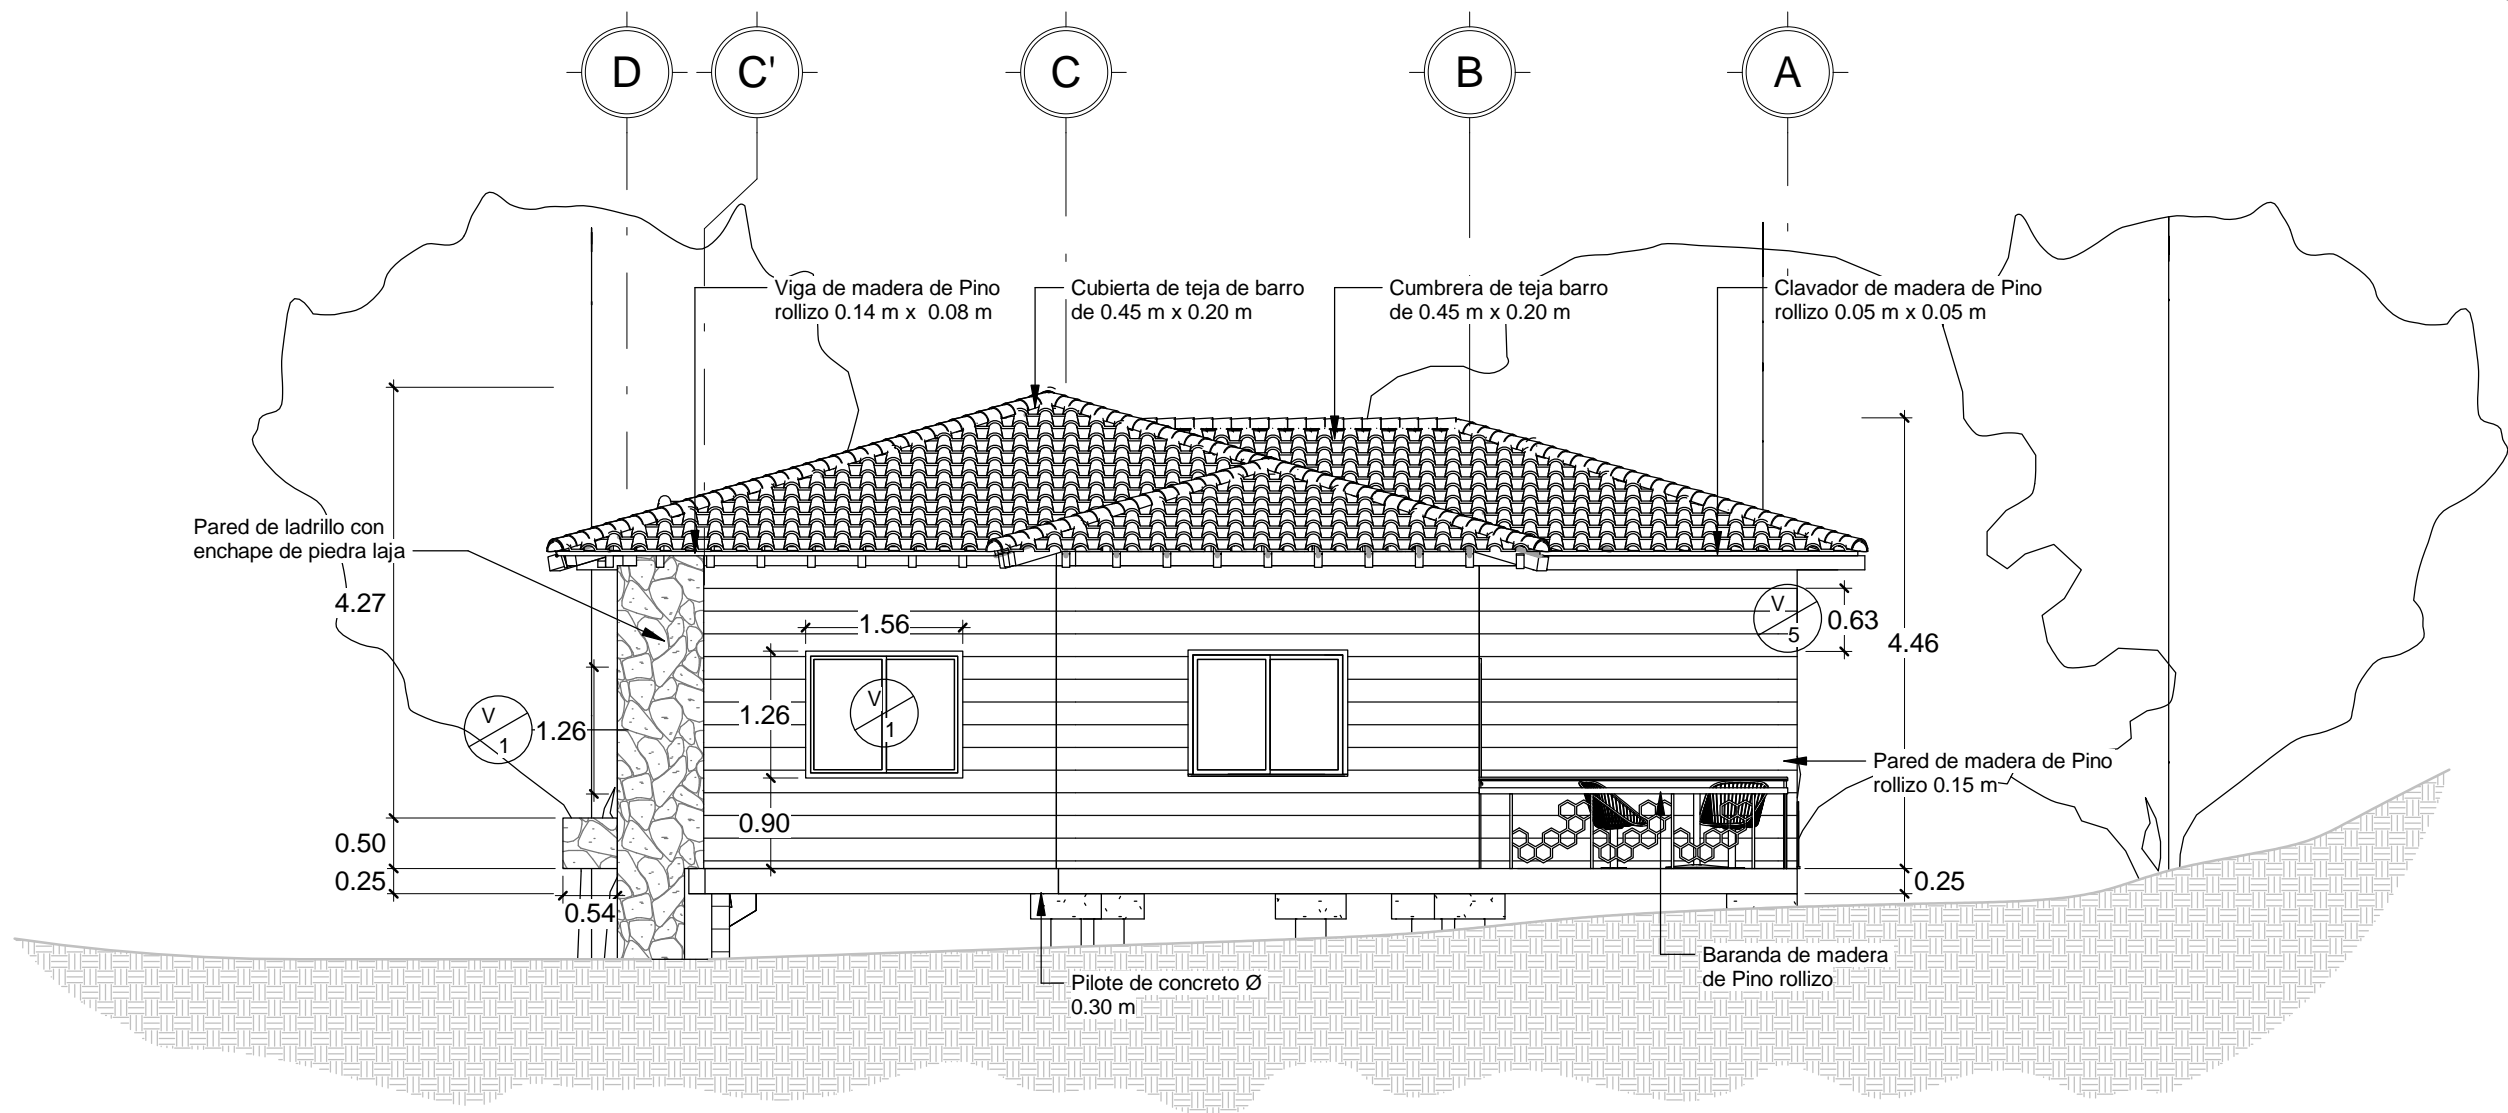 D
C'
C
B
A
Viga de madera de Pino
rollizo 0.14 m x  0.08 m
Cubierta de teja de barro
de 0.45 m x 0.20 m
Cumbrera de teja barro
de 0.45 m x 0.20 m
Clavador de madera de Pino
rollizo 0.05 m x 0.05 m
Pared de ladrillo con
enchape de piedra laja
4.27
1.56
V
5
0.63
4.46
V
1
1.26
1.26
V
1
Pared de madera de Pino
rollizo 0.15 m
0.90
0.50
0.25
0.54
0.25
Baranda de madera
de Pino rollizo
Pilote de concreto Ø
0.30 m